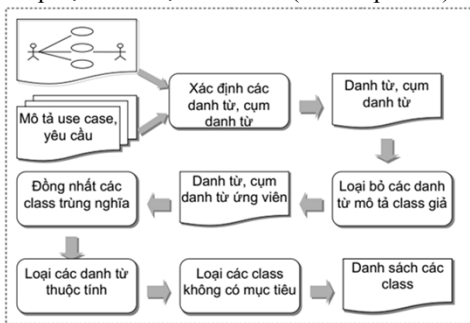 Xác định các
danh từ, cụm
danh từ
Danh từ, cụm
danh từ
Mô tả use case,
yêu cầu
Đồng nhất các
class trùng nghĩa
Danh từ, cụm
danh từ ứng viên
Loại bỏ các danh
từ mô tả class giả
Loại các danh từ
thuộc tính
Loại các class
không có mục tiêu
Danh sách các
class